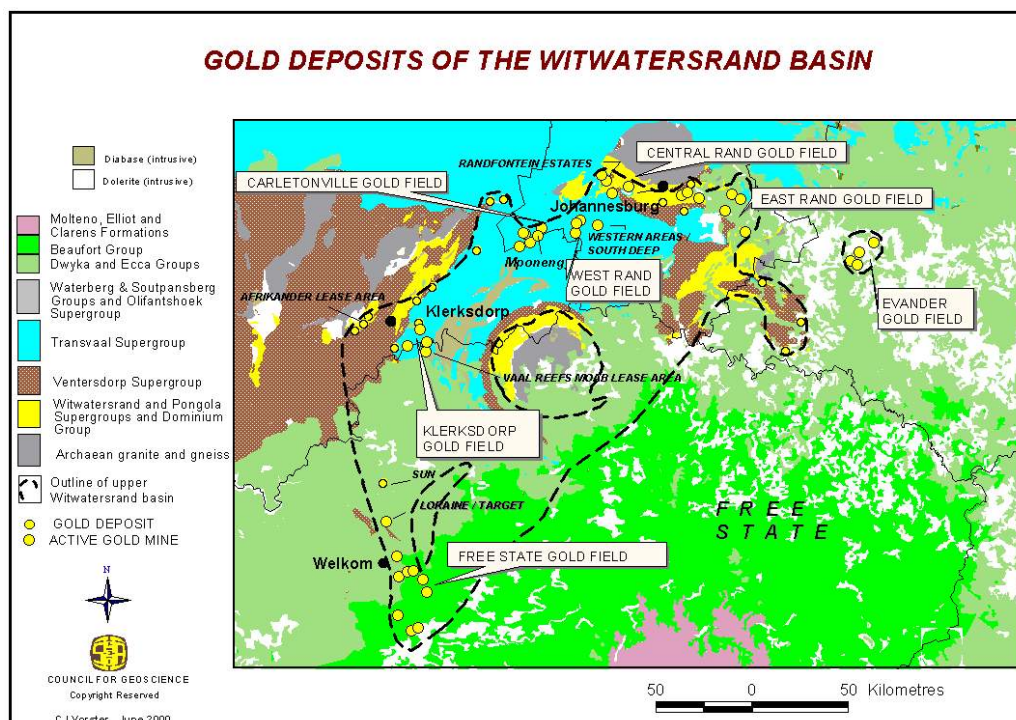 GOLD DEPOSITS OF THE WITWATERSRAND BASIN
Diabase (intrusive)
Dolerite (intrusive)
Molteno, Elliot and
Clarens Formations
Beaufort Group
Dwyka and Ecca Groups
Waterberg & Soutpansberg
Groups and Olifantshoek
Supergroup
Transvaal Supergroup
Ventersdorp Supergroup
Witwatersrand and Pongola
Supergroups and Dominium
Group
Archaean granite and gneiss
Outline of upper
Witwatersrand basin
GOLD DEPOSIT
ACTIVE GOLD MINE
N
COUNCIL FOR GEOSCIENCE
Copyright Reserved
C J Vorster June 2000
RANDFONTEIN ESTATES
CENTRAL RAND GOLD FIELD
CARLETONVILLE GOLD FIELD
Johannesburg
EAST RAND GOLD FIELD
WESTERN AREAS /
SOUTH DEEP
Mponeng
WEST RAND
GOLD FIELD
EVANDER
GOLD FIELD
AFRIKANDER LEASE AREA
Klerksdorp
VAAL REEFS MOAB LEASE AREA
KLERKSDORP
GOLD FIELD
SUN
LORAINE / TARGET
FREE
STATE
Welkom
FREE STATE GOLD FIELD
50 0 50 Kilometres